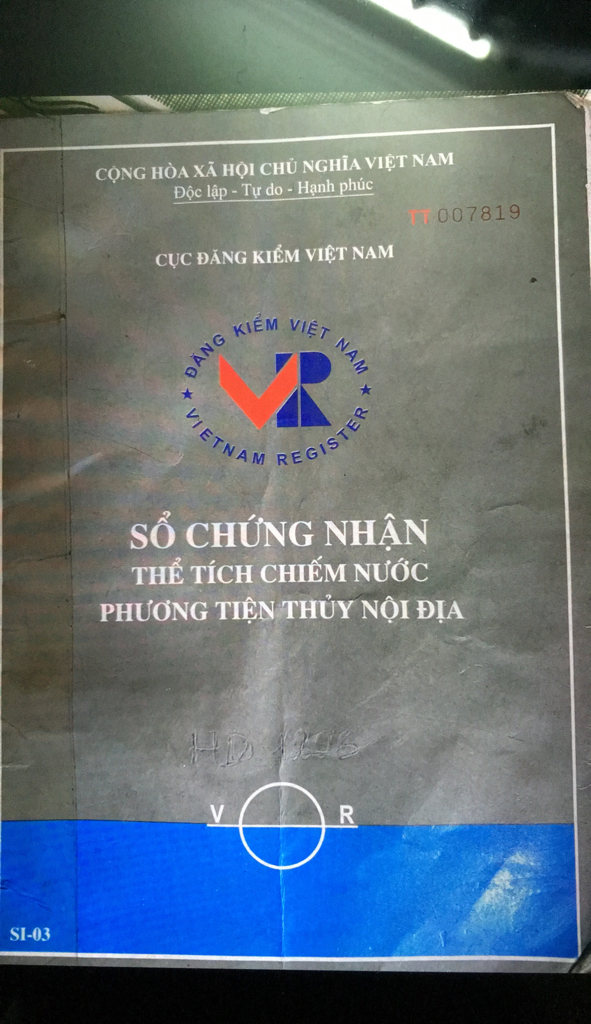 CỘNG HÒA XÃ HỘI CHỦ NGHĨA VIỆT NAM
Độc lập - Tự do - Hạnh phúc
TT 007819
CỤC ĐĂNG KIỂM VIỆT NAM
★ ĐĂNG KIỂM VIỆT NAM ★
VR
VIETNAM REGISTER
SỔ CHỨNG NHẬN
THỂ TÍCH CHIẾM NƯỚC
PHƯƠNG TIỆN THỦY NỘI ĐỊA
HD
V R
SI-03